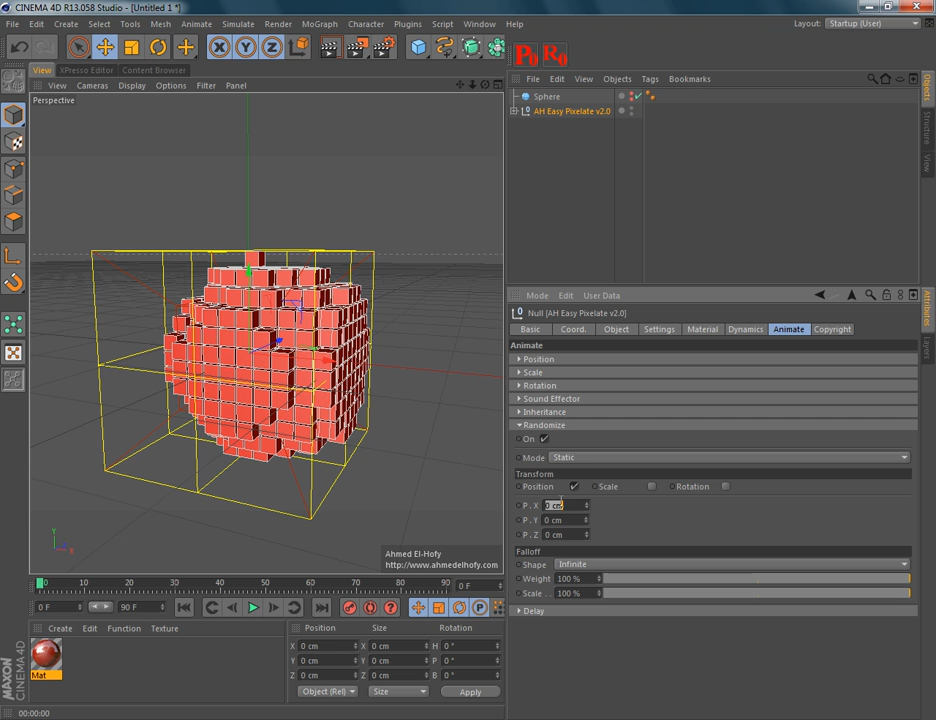 CINEMA 4D R13.058 Studio - [Untitled 1 *]
File Edit Create Select Tools Mesh Animate Simulate Render MoGraph Character Plugins Script Window Help Layout: Startup (User)
X Y Z P0 R0
View XPresso Editor Content Browser
View Cameras Display Options Filter Panel
File Edit View Objects Tags Bookmarks
Perspective
Sphere
AH Easy Pixelate v2.0
Objects
Structure
View
Mode Edit User Data
Null [AH Easy Pixelate v2.0]
Basic Coord. Object Settings Material Dynamics Animate Copyright
Attributes
Layers
Animate
Position
Scale
Rotation
Sound Effector
Inheritance
Randomize
On
Mode Static
Transform
Position Scale Rotation
P . X 0 cm
P . Y 0 cm
P . Z 0 cm
Falloff
Shape Infinite
Weight 100 %
Scale . . 100 %
Delay
Y
X
Ahmed El-Hofy
http://www.ahmedelhofy.com
0 10 20 30 40 50 60 70 80 90 0 F
0 F 90 F
Create Edit Function Texture
Mat
Position Size Rotation
X 0 cm X 0 cm H 0 °
Y 0 cm Y 0 cm P 0 °
Z 0 cm Z 0 cm B 0 °
Object (Rel) Size Apply
MAXON CINEMA 4D
00:00:00